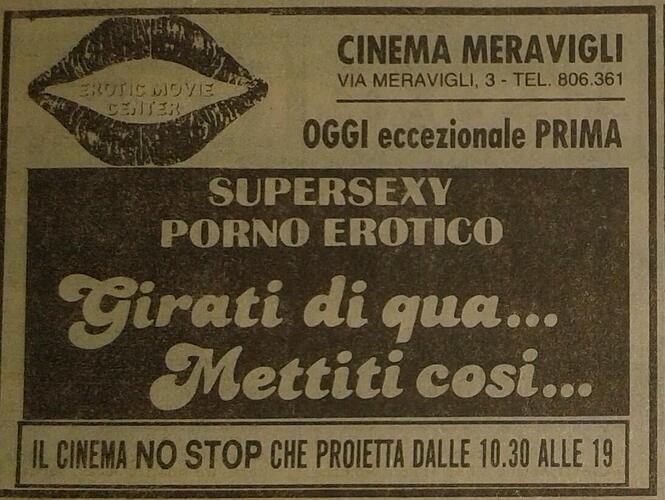 EROTIC MOVIE
CENTER
CINEMA MERAVIGLI
VIA MERAVIGLI, 3 - TEL. 806.361
OGGI eccezionale PRIMA
SUPERSEXY
PORNO EROTICO
Girati di qua...
Mettiti cosi...
IL CINEMA NO STOP CHE PROIETTA DALLE 10.30 ALLE 19